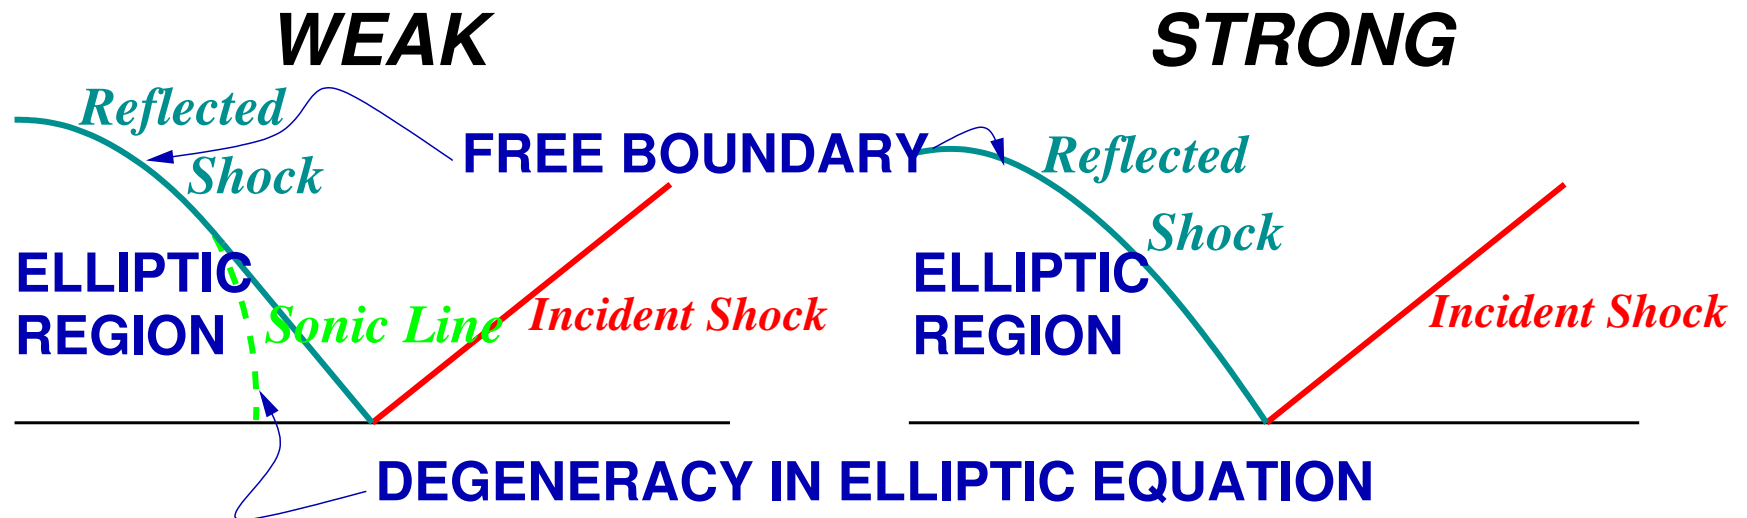 WEAK
STRONG
Reflected
Shock
FREE BOUNDARY
Reflected
Shock
ELLIPTIC
REGION
Sonic Line
Incident Shock
ELLIPTIC
REGION
Incident Shock
DEGENERACY IN ELLIPTIC EQUATION